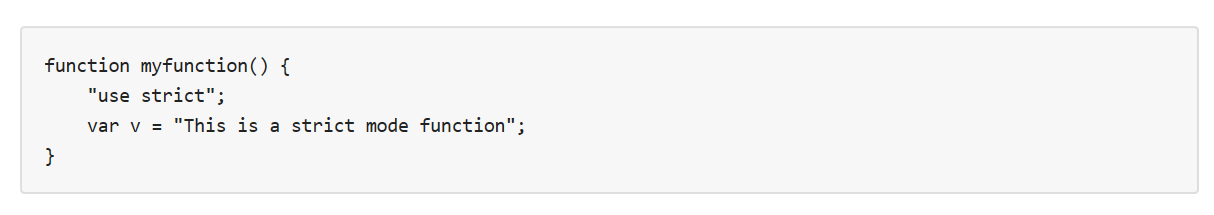 function myfunction() {
    "use strict";
    var v = "This is a strict mode function";
}